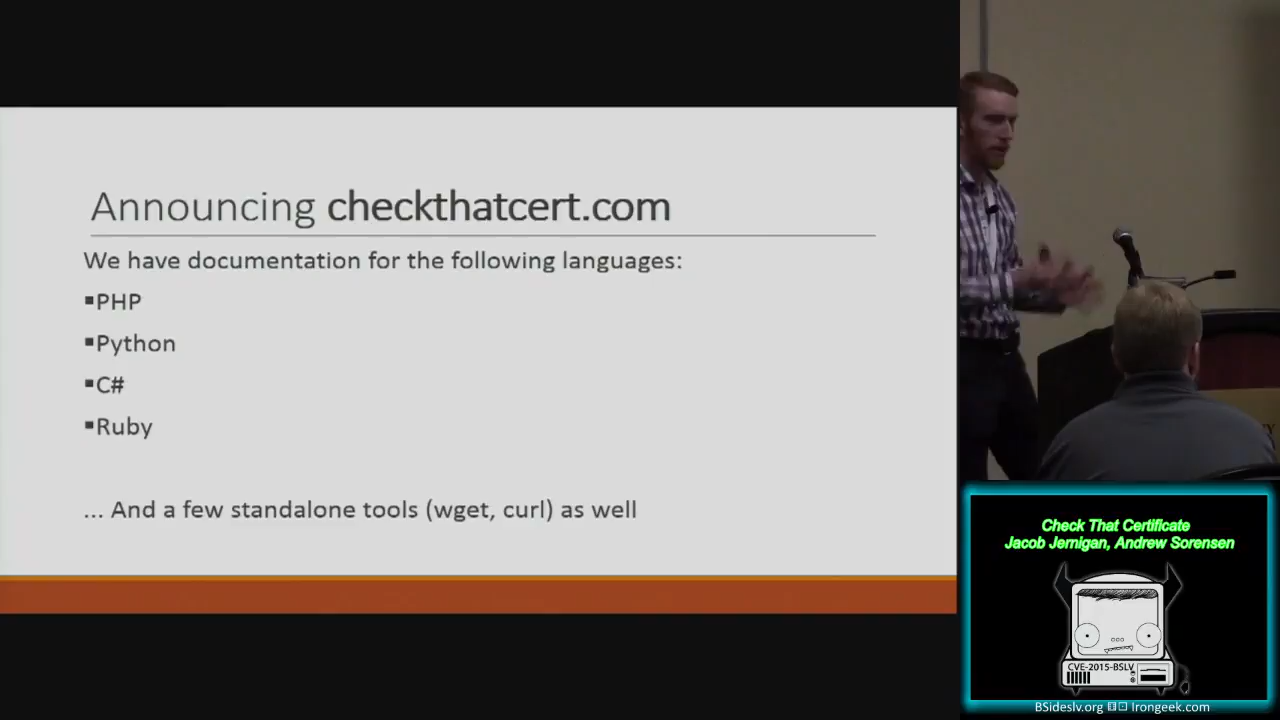 Announcing checkthatcert.com
We have documentation for the following languages:
▪PHP
▪Python
▪C#
▪Ruby
... And a few standalone tools (wget, curl) as well
Check That Certificate
Jacob Jernigan, Andrew Sorensen
CVE-2015-BSLV
BSideslv.org Irongeek.com